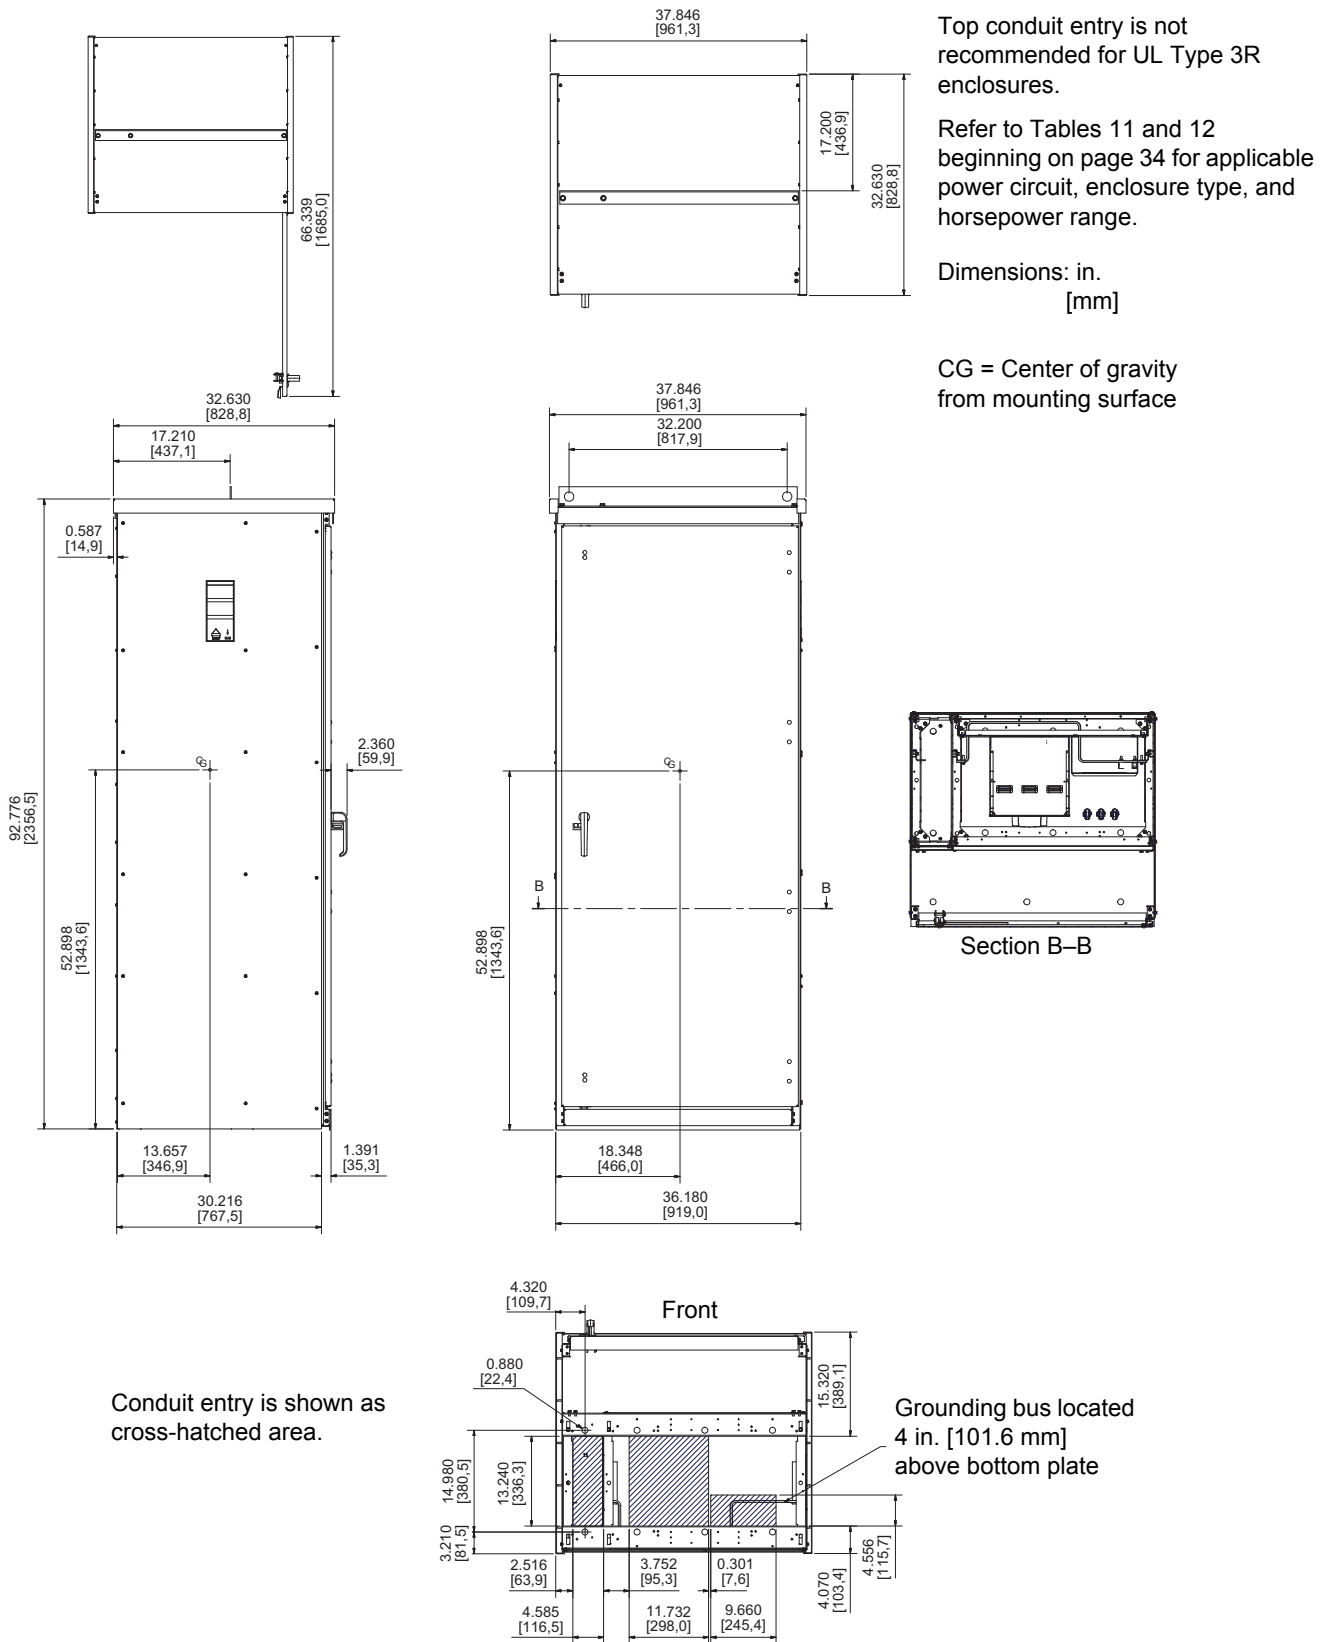 37.846
[961,3]
Top conduit entry is not
recommended for UL Type 3R
enclosures.
17.200
[436,9]
32.630
[828,8]
66.339
[1685,0]
Refer to Tables 11 and 12
beginning on page 34 for applicable
power circuit, enclosure type, and
horsepower range.
Dimensions: in.
[mm]
CG = Center of gravity
from mounting surface
32.630
[828,8]
17.210
[437,1]
37.846
[961,3]
32.200
[817,9]
0.587
[14,9]
CG
2.360
[59,9]
CG
92.776
[2356,5]
52.898
[1343,6]
52.898
[1343,6]
B
B
Section B–B
13.657
[346,9]
1.391
[35,3]
30.216
[767,5]
18.348
[466,0]
36.180
[919,0]
4.320
[109,7]
Front
0.880
[22,4]
15.320
[389,1]
Conduit entry is shown as
cross-hatched area.
Grounding bus located
4 in. [101.6 mm]
above bottom plate
14.980
[380,5]
13.240
[336,3]
3.210
[81,5]
4.556
[115,7]
4.070
[103,4]
2.516
[63,9]
3.752
[95,3]
0.301
[7,6]
4.585
[116,5]
11.732
[298,0]
9.660
[245,4]